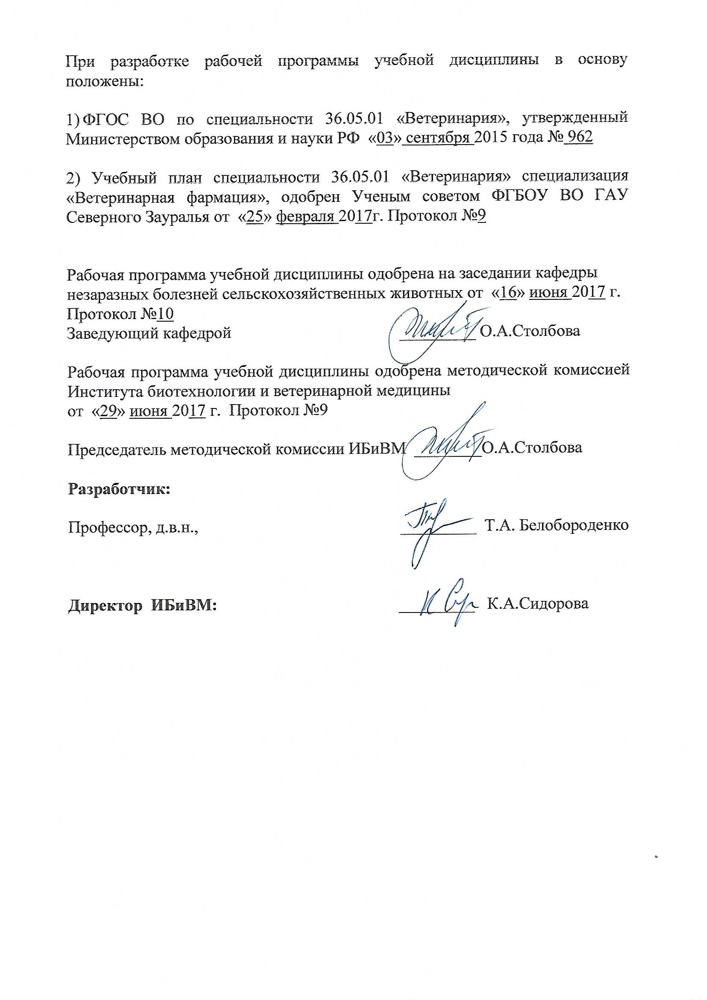 При разработке рабочей программы учебной дисциплины в основу
положены:
1) ФГОС ВО по специальности 36.05.01 «Ветеринария», утвержденный
Министерством образования и науки РФ «03» сентября 2015 года № 962
2) Учебный план специальности 36.05.01 «Ветеринария» специализация
«Ветеринарная фармация», одобрен Ученым советом ФГБОУ ВО ГАУ
Северного Зауралья от «25» февраля 2017г. Протокол №9
Рабочая программа учебной дисциплины одобрена на заседании кафедры
незаразных болезней сельскохозяйственных животных от «16» июня 2017 г.
Протокол №10
Заведующий кафедрой О.А.Столбова
Рабочая программа учебной дисциплины одобрена методической комиссией
Института биотехнологии и ветеринарной медицины
от «29» июня 2017 г. Протокол №9
Председатель методической комиссии ИБиВМ О.А.Столбова
Разработчик:
Профессор, д.в.н., Т.А. Белобороденко
Директор ИБиВМ: К.А.Сидорова